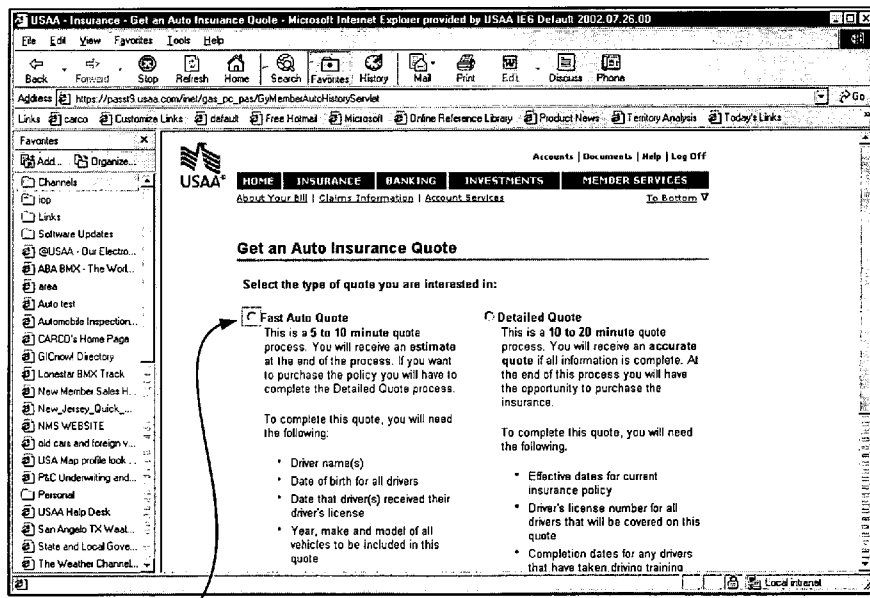 USAA - Insurance - Get an Auto Insurance Quote - Microsoft Internet Explorer provided by USAA IE6 Default 2002.07.26.00
File Edit View Favorites Tools Help
Back Forward Stop Refresh Home Search Favorites History Mail Print Edit Discuss Phone
Address https://passt9.usaa.com/inet/gas_pc_pas/GyMemberAutoHistoryServlet Go
Links carco Customize Links default Free Hotmail Microsoft Online Reference Library Product News Territory Analysis Today's Links
Favorites
Add... Organize...
Channels
iop
Links
Software Updates
@USAA - Our Electro...
ABA BMX - The Worl...
area
Auto test
Automobile Inspection...
CARCO's Home Page
GICnow! Directory
Lonestar BMX Track
New Member Sales H...
New_Jersey_Quick_...
NMS WEBSITE
old cars and foreign v...
USA Map profile look ...
P&C Underwriting and...
Personal
USAA Help Desk
San Angelo TX Weat...
State and Local Gove...
The Weather Channel...
USAA®
Accounts | Documents | Help | Log Off
HOME INSURANCE BANKING INVESTMENTS MEMBER SERVICES
About Your Bill | Claims Information | Account Services To Bottom
Get an Auto Insurance Quote
Select the type of quote you are interested in:
Fast Auto Quote
This is a 5 to 10 minute quote
process. You will receive an estimate
at the end of the process. If you want
to purchase the policy you will have to
complete the Detailed Quote process.
To complete this quote, you will need
the following:
• Driver name(s)
• Date of birth for all drivers
• Date that driver(s) received their
driver's license
• Year, make and model of all
vehicles to be included in this
quote
Detailed Quote
This is a 10 to 20 minute quote
process. You will receive an accurate
quote if all information is complete. At
the end of this process you will have
the opportunity to purchase the
insurance.
To complete this quote, you will need
the following.
• Effective dates for current
insurance policy
• Driver's license number for all
drivers that will be covered on this
quote
• Completion dates for any drivers
that have taken driving training
Local intranet